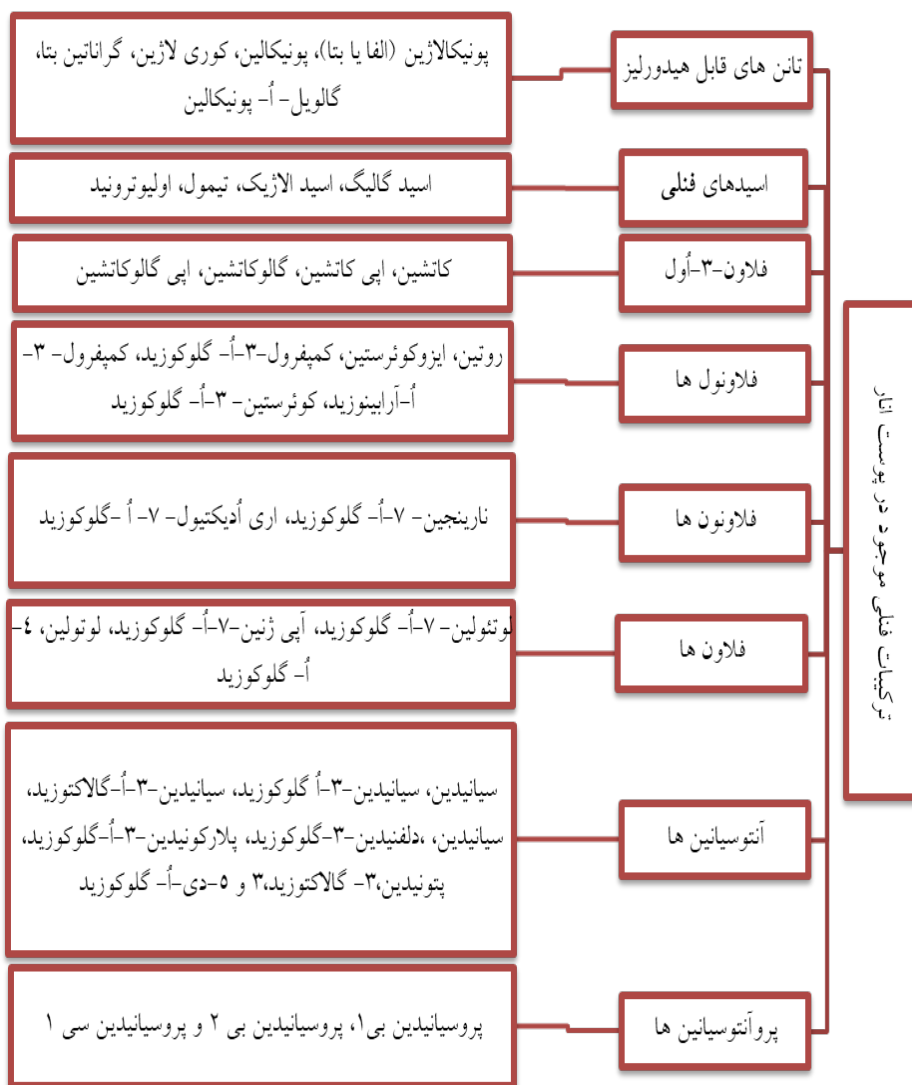 ترکیبات فنلی موجود در پوست انار
تانن های قابل هیدورلیز
پونیکالاژین (الفا یا بتا)، پونیکالین، کوری لاژین، گراناتین بتا،
گالویل- اُ- پونیکالین
اسیدهای فنلی
اسید گالیگ، اسید الاژیک، تیمول، اولیوترونید
فلاون-۳-اُول
کاتشین، اپی کاتشین، گالوکاتشین، اپی گالوکاتشین
فلاونول ها
روتین، ایزوکوئرستین، کمپفرول-۳-اُ- گلوکوزید، کمپفرول- ۳-
اُ-آرابینوزید، کوئرستین- ۳-اُ- گلوکوزید
فلاونون ها
نارینجین- ۷-اُ- گلوکوزید، اری اُدیکتیول- ۷- اُ -گلوکوزید
فلاون ها
لوتئولین- ۷-اُ- گلوکوزید، آپی ژنین-۷-اُ- گلوکوزید، لوتولین، ٤-
اُ- گلوکوزید
آنتوسیانین ها
سیانیدین، سیانیدین-۳-اُ گلوکوزید، سیانیدین-۳-اُ-گالاکتوزید،
سیانیدین، ،دلفنیدین-۳-گلوکوزید، پلارکونیدین-۳-اُ-گلوکوزید،
پتونیدین،۳- گالاکتوزید،۳ و ٥-دی-اُ- گلوکوزید
پروآنتوسیانین ها
پروسیانیدین بی۱، پروسیانیدین بی ۲ و پروسیانیدین سی ۱